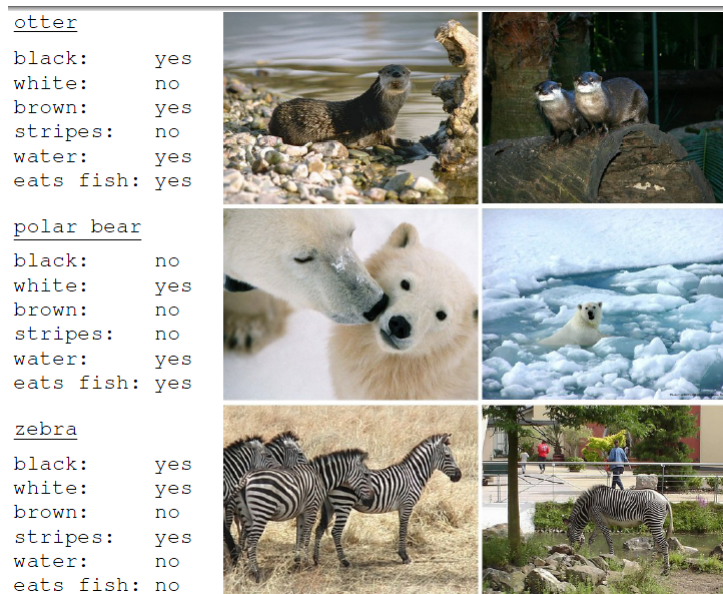 otter
black: yes
white: no
brown: yes
stripes: no
water: yes
eats fish: yes
polar bear
black: no
white: yes
brown: no
stripes: no
water: yes
eats fish: yes
zebra
black: yes
white: yes
brown: no
stripes: yes
water: no
eats fish: no